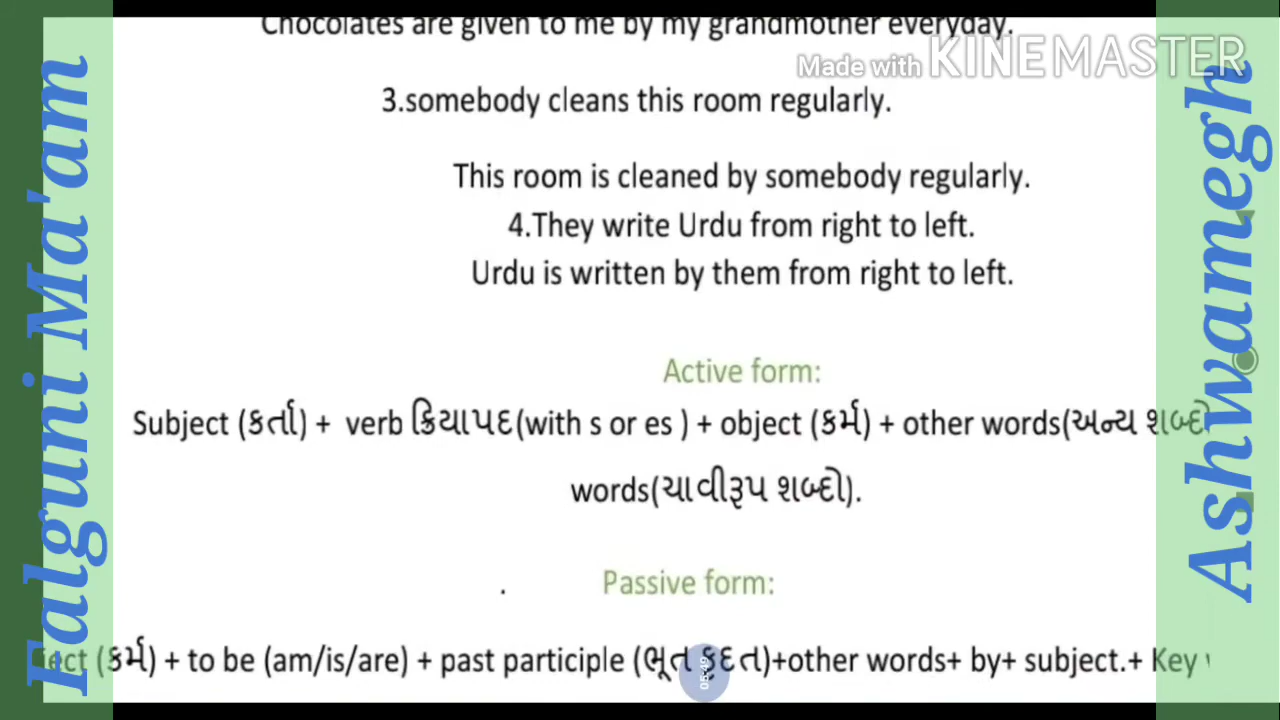 Chocolates are given to me by my grandmother everyday.
Made with KINEMASTER
3.somebody cleans this room regularly.
This room is cleaned by somebody regularly.
4.They write Urdu from right to left.
Urdu is written by them from right to left.
Active form:
Subject (કર્તા) + verb ક્રિયાપદ(with s or es ) + object (કર્મ) + other words(અન્ય શબ્દો
words(ચાવીરૂપ શબ્દો).
Passive form:
ject (કર્મ) + to be (am/is/are) + past participle (ભૂત કૃદત)+other words+ by+ subject.+ Key
05:49
Falguni Ma'am
Ashwamegh